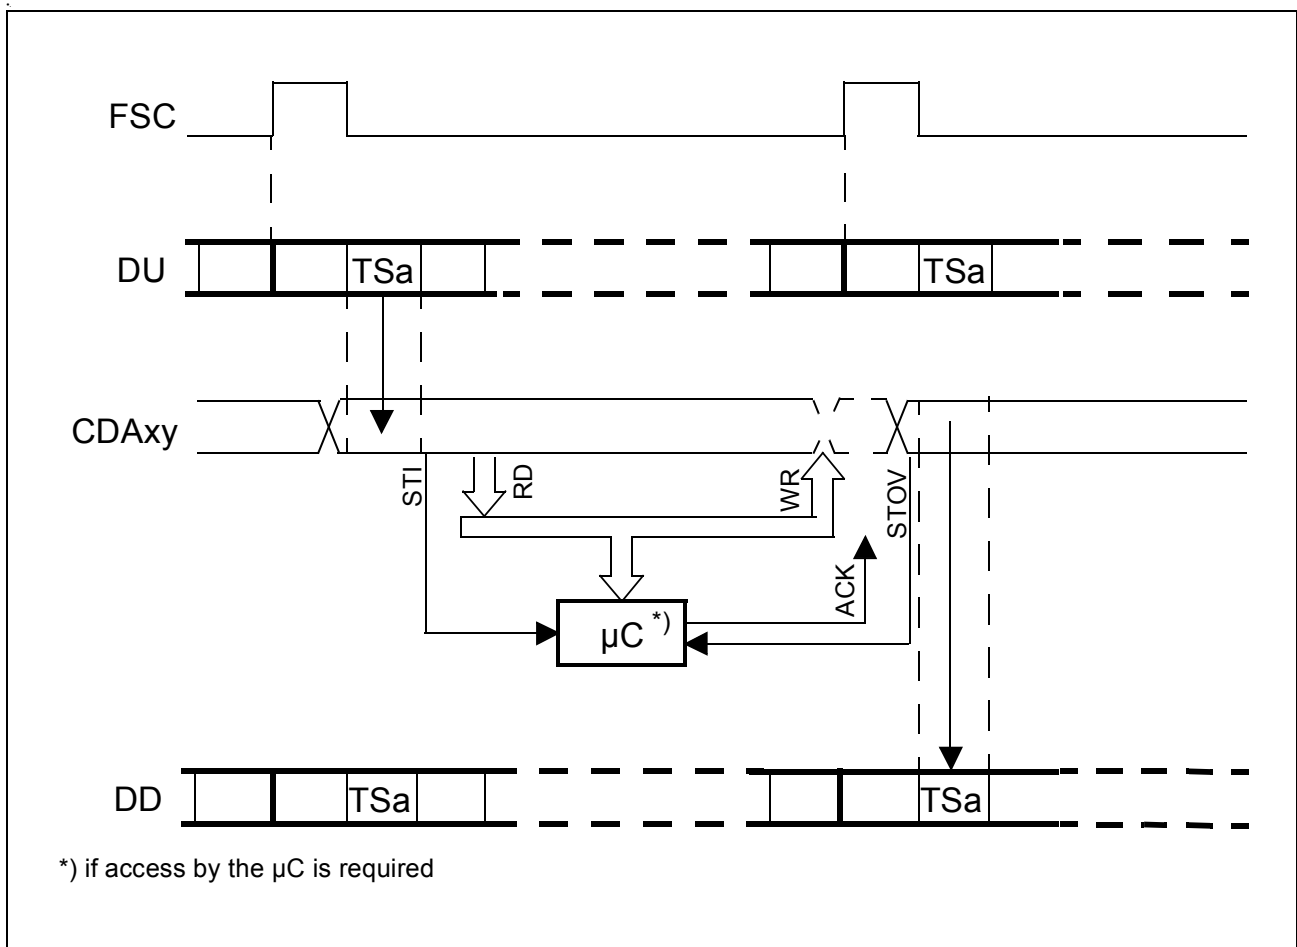 FSC
DU
TSa
TSa
CDAxy
STI
RD
WR
STOV
ACK
µC *)
DD
TSa
TSa
*) if access by the µC is required